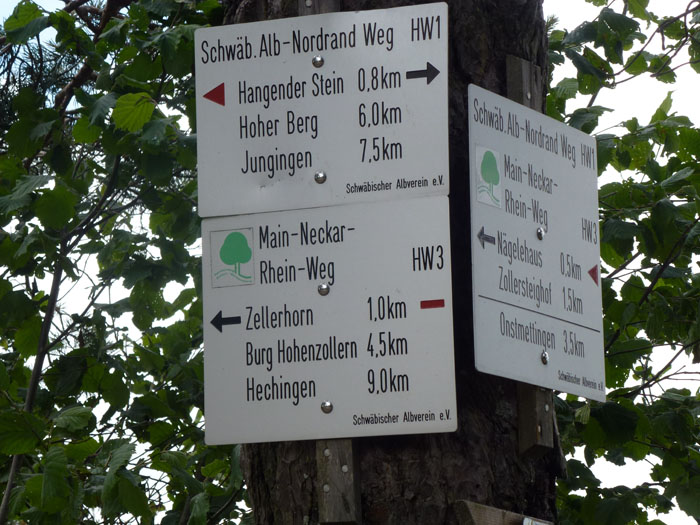 Schwäb. Alb-Nordrand Weg HW1
Hangender Stein 0,8km
Hoher Berg 6,0km
Jungingen 7,5km
Schwäbischer Albverein e.V.
Main-Neckar-
Rhein-Weg HW3
Zellerhorn 1,0km
Burg Hohenzollern 4,5km
Hechingen 9,0km
Schwäbischer Albverein e.V.
Schwäb. Alb-Nordrand Weg HW1
Main-Neckar-
Rhein-Weg HW3
Nägelehaus 0,5km
Zollersteighof 1,5km
Onstmettingen 3,5km
Schwäbischer Albverein e.V.